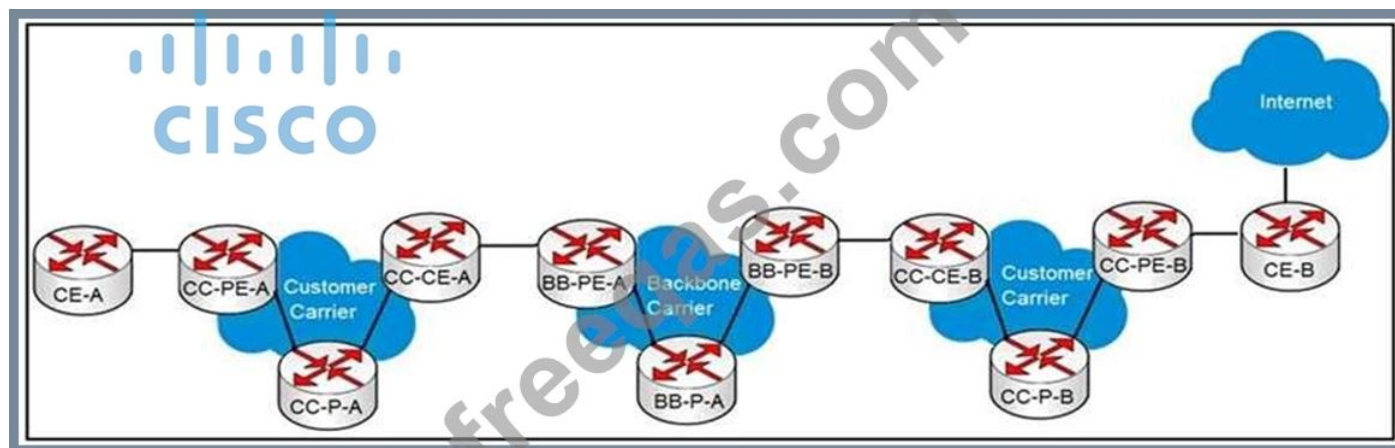 CISCO
freeqas.com
Internet
CE-A
CC-PE-A
Customer
Carrier
CC-CE-A
CC-P-A
BB-PE-A
Backbone
Carrier
BB-PE-B
BB-P-A
CC-CE-B
Customer
Carrier
CC-PE-B
CC-P-B
CE-B